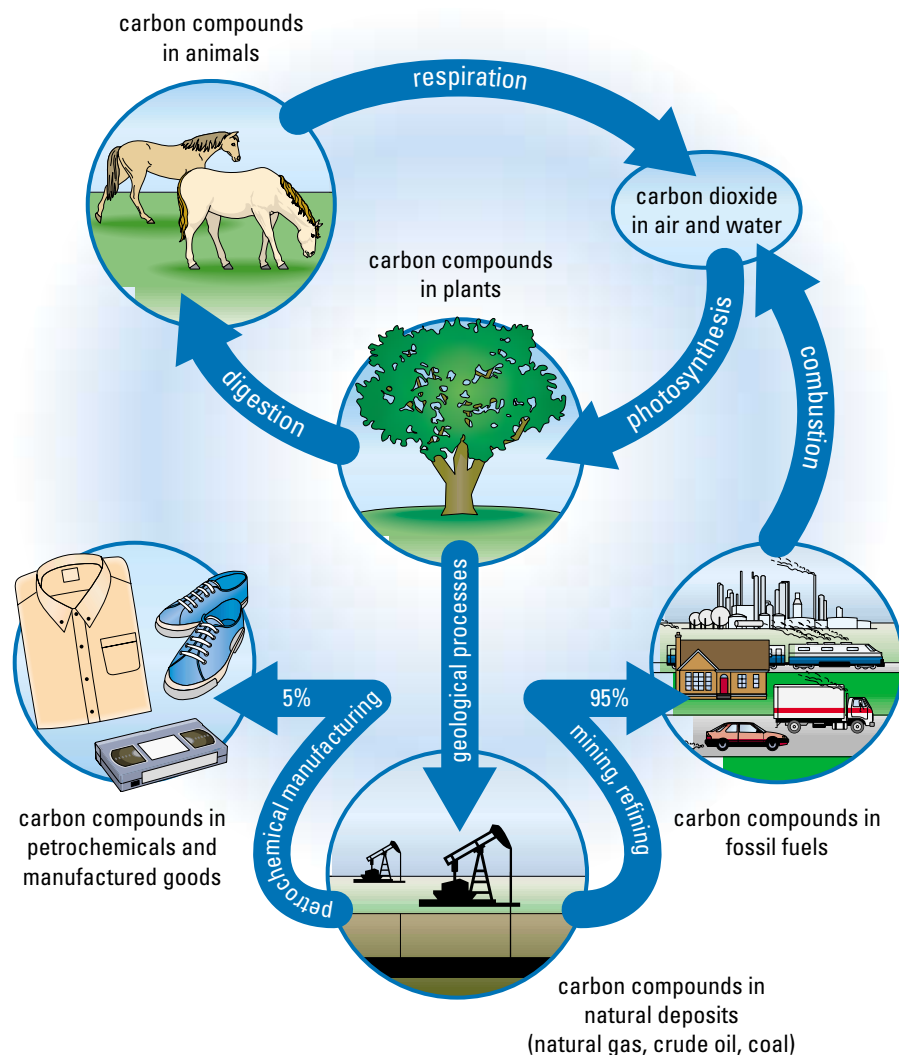 carbon compounds
in animals
respiration
carbon dioxide
in air and water
carbon compounds
in plants
photosynthesis
combustion
digestion
geological processes
5%
95%
petrochemical manufacturing
mining, refining
carbon compounds in
petrochemicals and
manufactured goods
carbon compounds in
fossil fuels
carbon compounds in
natural deposits
(natural gas, crude oil, coal)